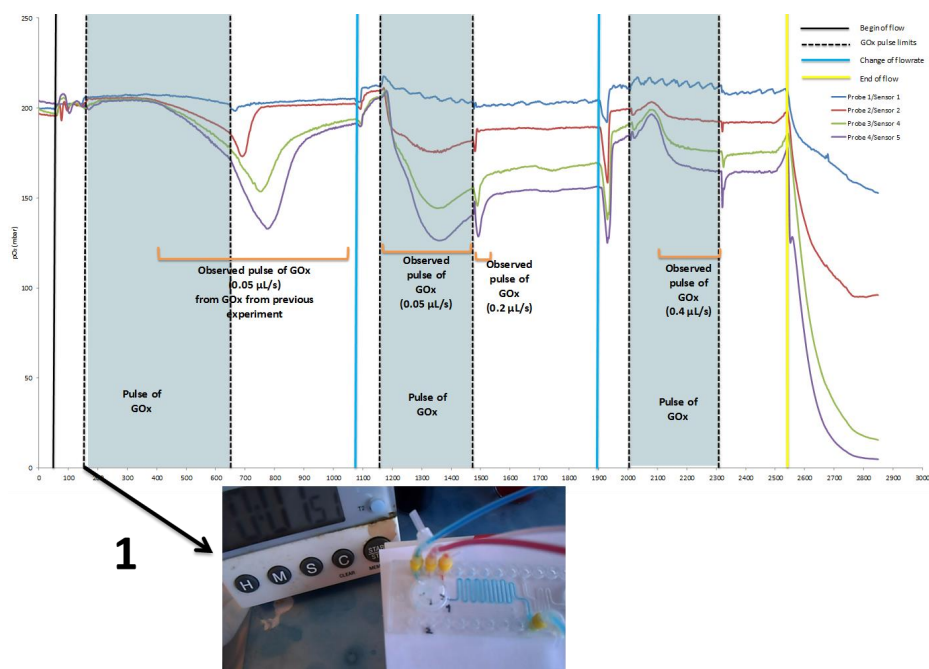 250
200
150
100
50
0
pO₂ (mbar)
0 100 200 300 400 500 600 700 800 900 1000 1100 1200 1300 1400 1500 1600 1700 1800 1900 2000 2100 2200 2300 2400 2500 2600 2700 2800 2900 3000
Begin of flow
GOx pulse limits
Change of flowrate
End of flow
Probe 1/Sensor 1
Probe 2/Sensor 2
Probe 3/Sensor 4
Probe 4/Sensor 5
Observed pulse of GOx
(0.05 µL/s)
from GOx from previous
experiment
Observed
pulse of
GOx
(0.05 µL/s)
Observed
pulse of
GOx
(0.2 µL/s)
Observed
pulse of
GOx
(0.4 µL/s)
Pulse of
GOx
Pulse of
GOx
Pulse of
GOx
1
H M S C
CLEAR